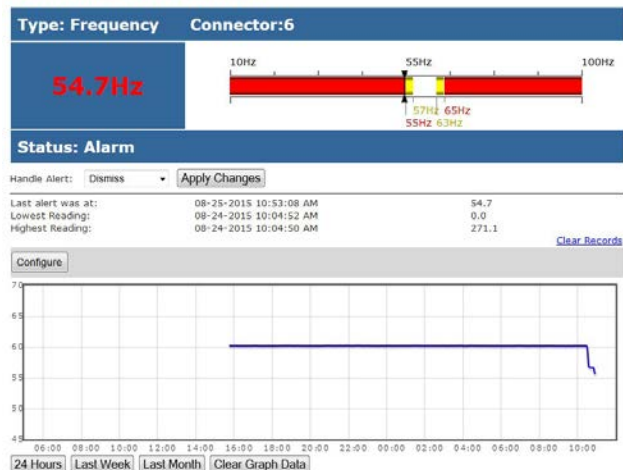 Type: Frequency Connector:6
54.7Hz
10Hz 55Hz 100Hz
57Hz 65Hz
55Hz 63Hz
Status: Alarm
Handle Alert: Dismiss Apply Changes
Last alert was at: 08-25-2015 10:53:08 AM 54.7
Lowest Reading: 08-24-2015 10:04:52 AM 0.0
Highest Reading: 08-24-2015 10:04:50 AM 271.1
Clear Records
Configure
70
65
60
55
50
45
06:00 08:00 10:00 12:00 14:00 16:00 18:00 20:00 22:00 00:00 02:00 04:00 06:00 08:00 10:00
24 Hours Last Week Last Month Clear Graph Data